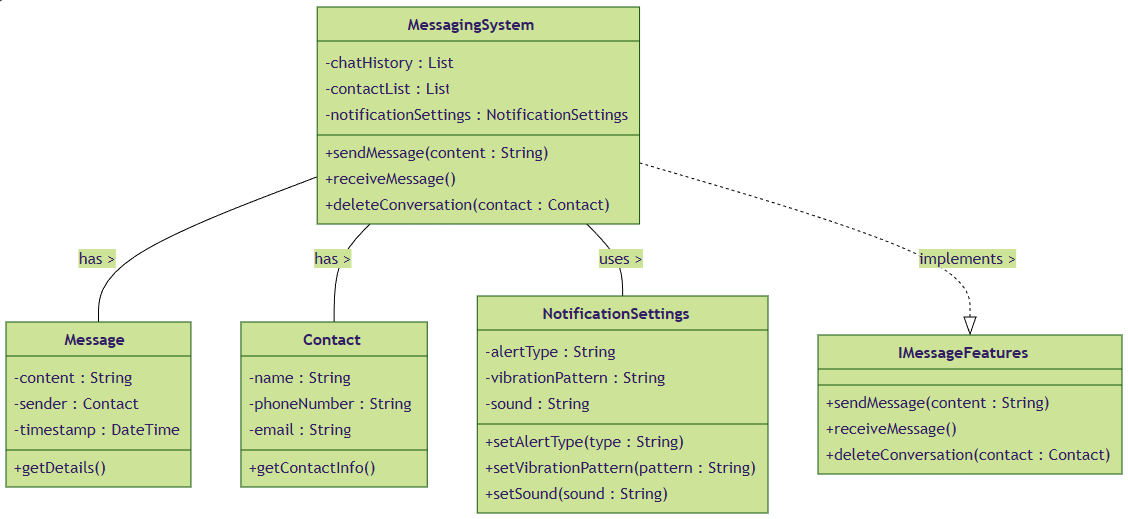 MessagingSystem
-chatHistory : List
-contactList : List
-notificationSettings : NotificationSettings
+sendMessage(content : String)
+receiveMessage()
+deleteConversation(contact : Contact)
has >
has >
uses >
implements >
Message
-content : String
-sender : Contact
-timestamp : DateTime
+getDetails()
Contact
-name : String
-phoneNumber : String
-email : String
+getContactInfo()
NotificationSettings
-alertType : String
-vibrationPattern : String
-sound : String
+setAlertType(type : String)
+setVibrationPattern(pattern : String)
+setSound(sound : String)
IMessageFeatures
+sendMessage(content : String)
+receiveMessage()
+deleteConversation(contact : Contact)